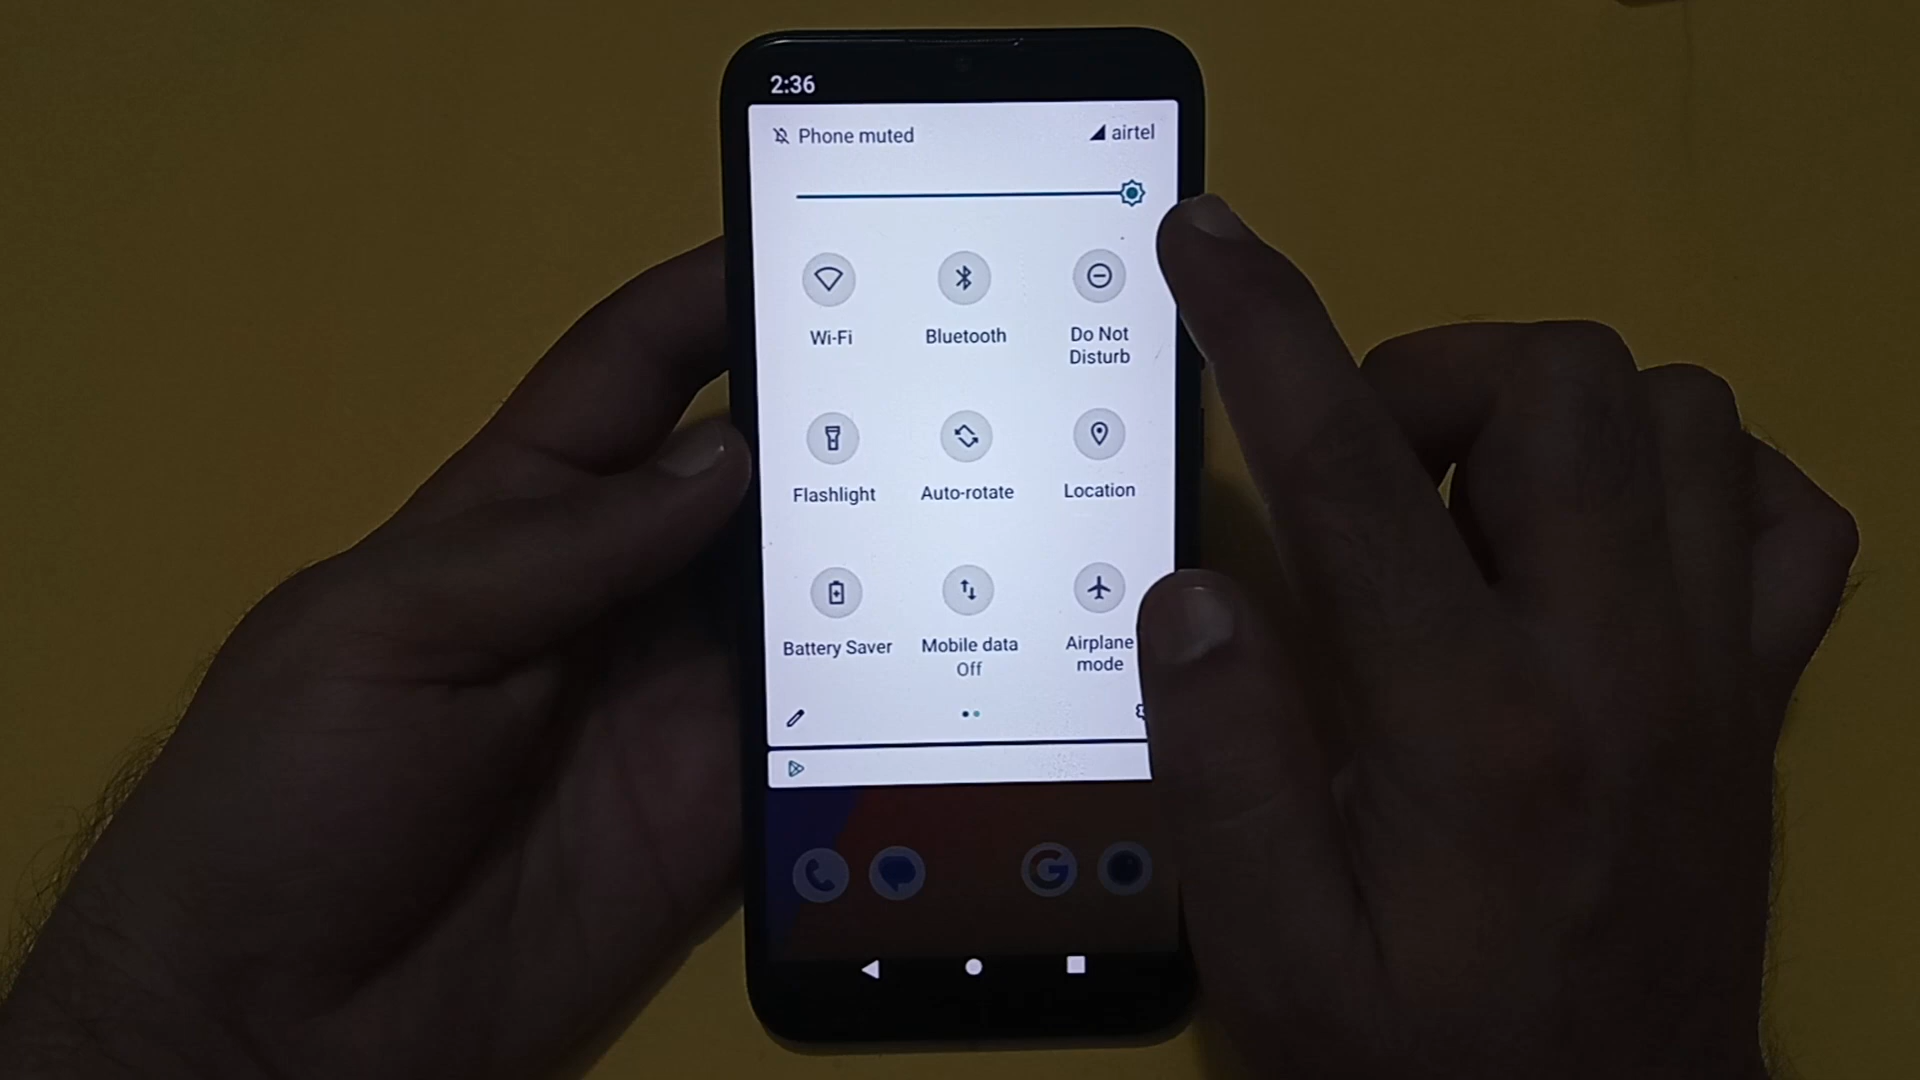 2:36
Phone muted
airtel
Wi-Fi
Bluetooth
Do Not
Disturb
Flashlight
Auto-rotate
Location
Battery Saver
Mobile data
Off
Airplane
mode